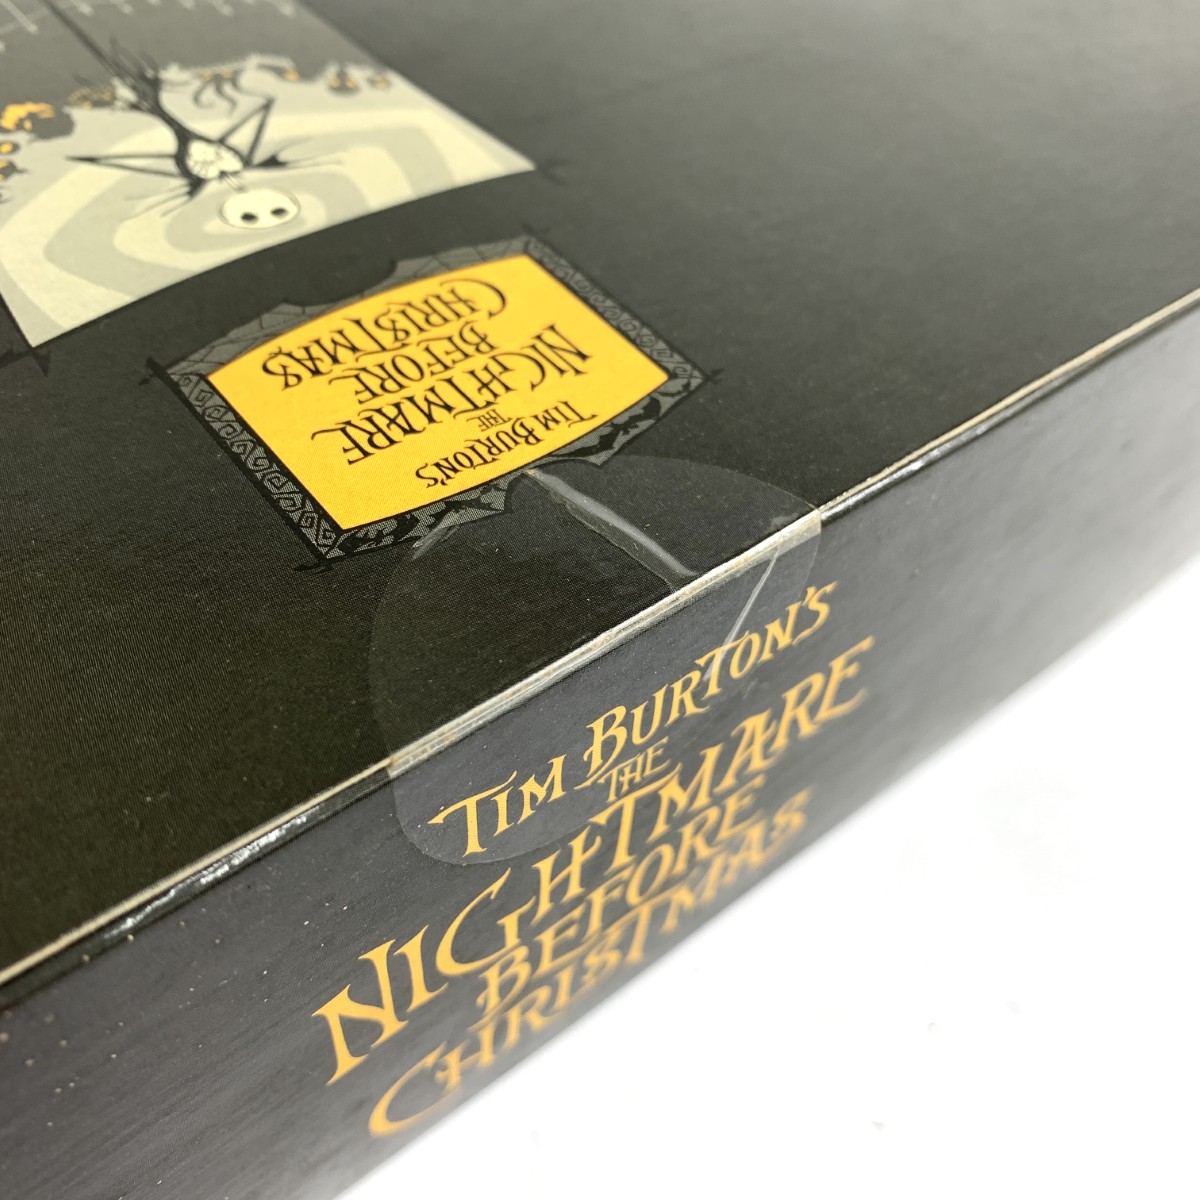 TIM BURTON'S
THE
NIGHTMARE
BEFORE
CHRISTMAS
TIM BURTON'S
THE
NIGHTMARE
BEFORE
CHRISTMAS